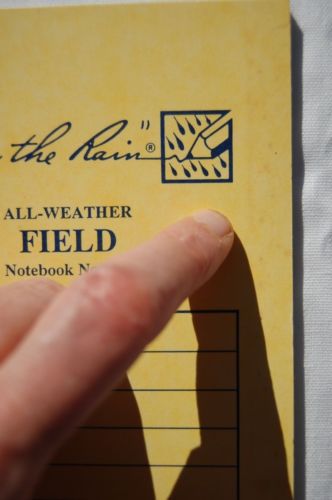 the Rain"®
ALL-WEATHER
FIELD
Notebook